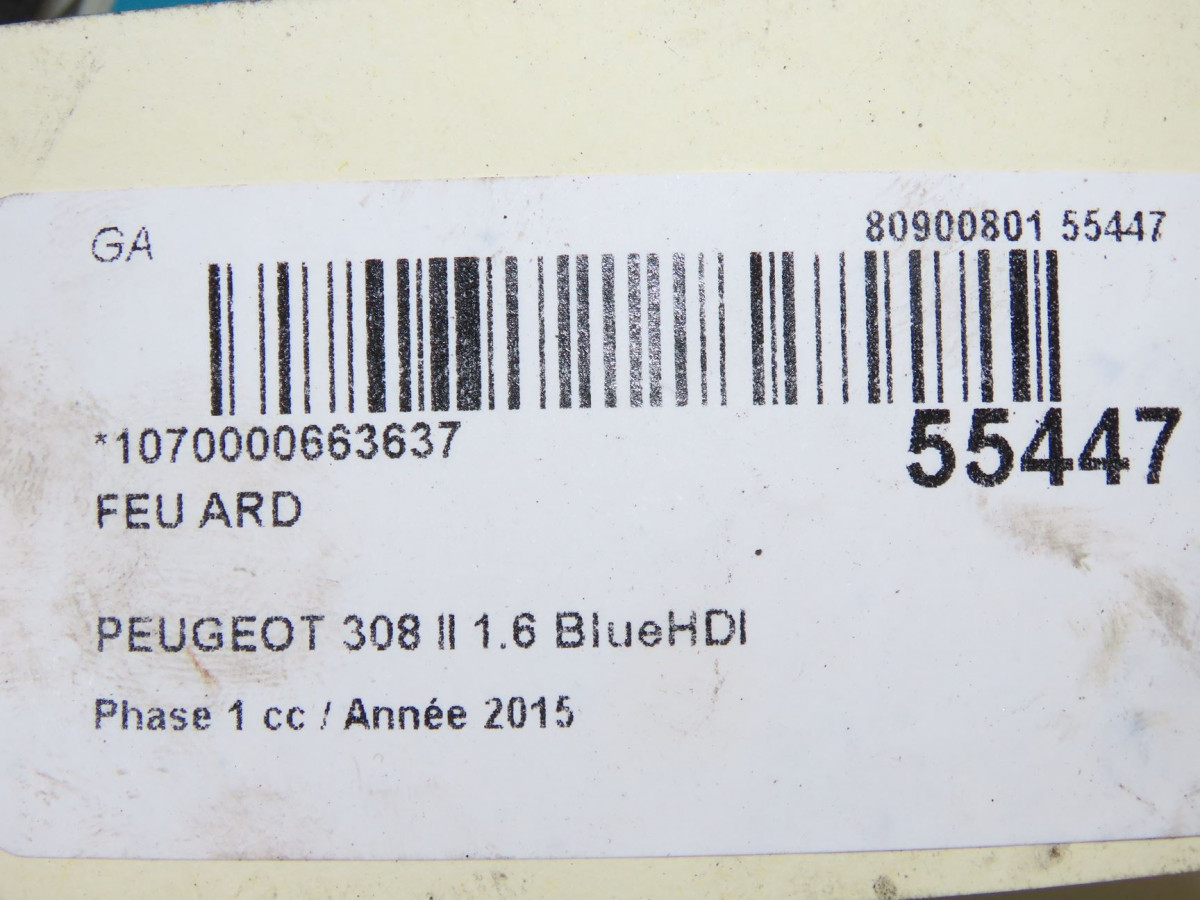 GA
80900801 55447
*1070000663637
55447
FEU ARD
PEUGEOT 308 II 1.6 BlueHDI
Phase 1 cc / Année 2015